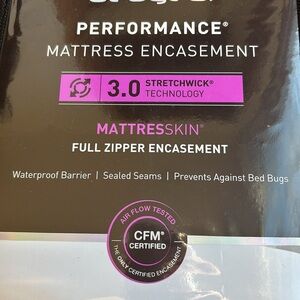 PERFORMANCE®
MATTRESS ENCASEMENT
3.0 STRETCHWICK®
TECHNOLOGY
MATTRESSKIN™
FULL ZIPPER ENCASEMENT
Waterproof Barrier | Sealed Seams | Prevents Against Bed Bugs
AIR FLOW TESTED
CFM®
CERTIFIED
THE ONLY CERTIFIED ENCASEMENT